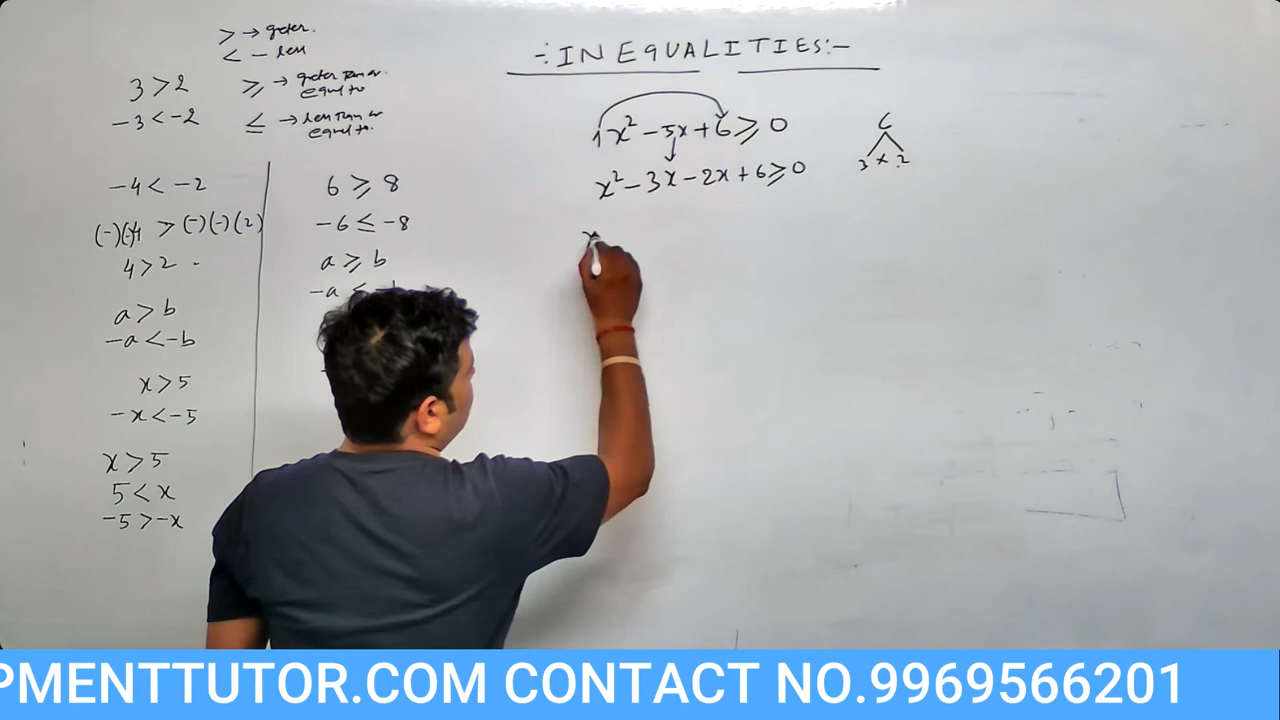 > → greter.
< – less
3 > 2
⩾ → greter than or equal to
-3 < -2
≤ → less than or equal to.
-4 < -2
(-)(-)4 > (-)(-)(2)
4 > 2
a > b
-a < -b
x > 5
-x < -5
x > 5
5 < x
-5 > -x
6 ⩾ 8
-6 ≤ -8
a ⩾ b
-a ≤
÷INEQUALITIES:-
1x² - 5x + 6 ⩾ 0
x² - 3x - 2x + 6 ⩾ 0
6
3 × 2
PMENTTUTOR.COM CONTACT NO.9969566201